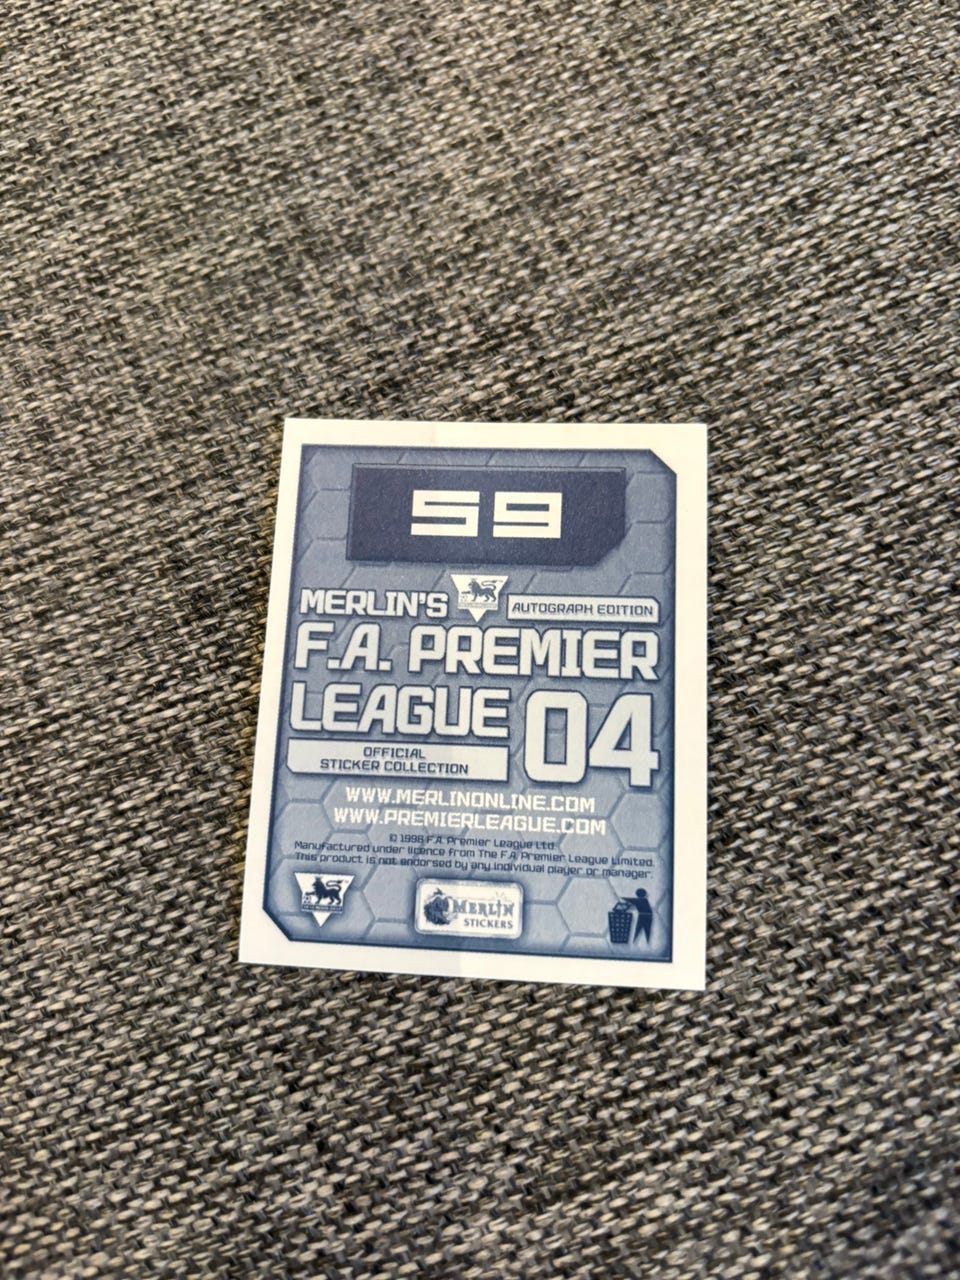 59
MERLIN'S
AUTOGRAPH EDITION
F.A. PREMIER
LEAGUE 04
OFFICIAL
STICKER COLLECTION
WWW.MERLINONLINE.COM
WWW.PREMIERLEAGUE.COM
© 1996 F.A. Premier League Ltd.
Manufactured under licence from The F.A. Premier League Limited.
This product is not endorsed by any individual player or manager.
MERLIN
STICKERS